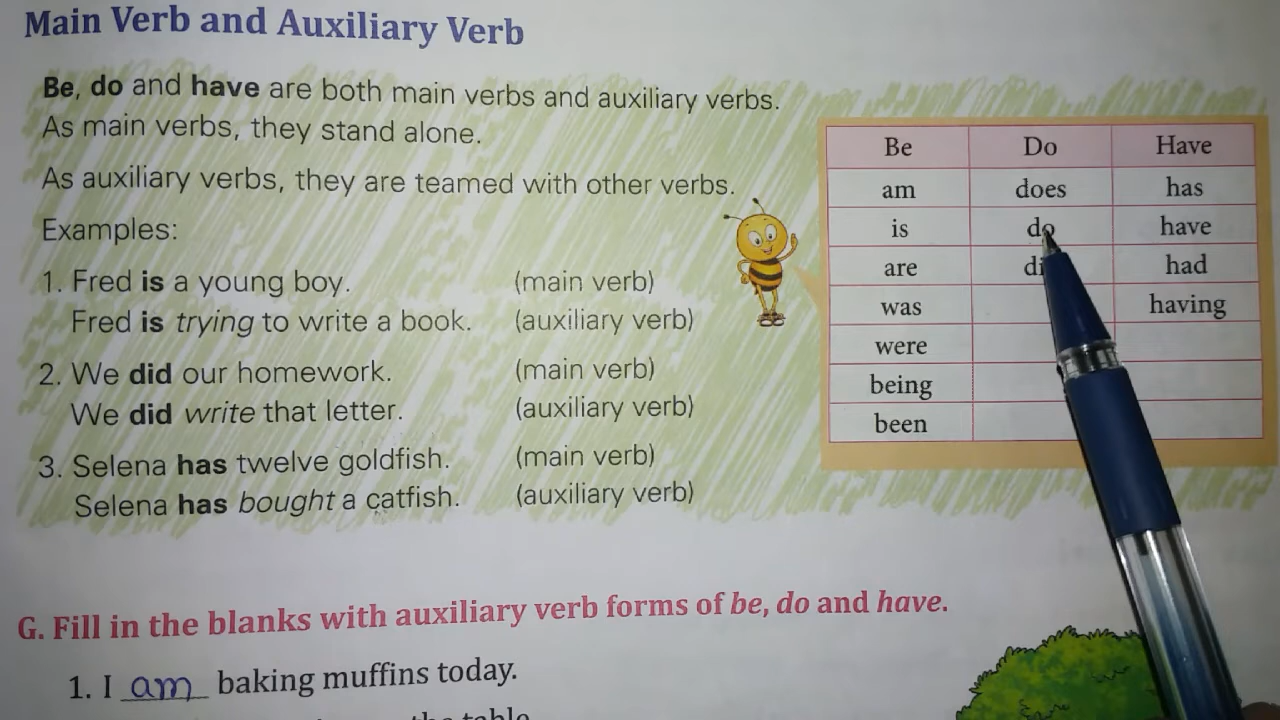 Main Verb and Auxiliary Verb
Be, do and have are both main verbs and auxiliary verbs.
As main verbs, they stand alone.
As auxiliary verbs, they are teamed with other verbs.
Examples:
1. Fred is a young boy. (main verb)
Fred is trying to write a book. (auxiliary verb)
2. We did our homework. (main verb)
We did write that letter. (auxiliary verb)
3. Selena has twelve goldfish. (main verb)
Selena has bought a catfish. (auxiliary verb)
Be Do Have
am does has
is do have
are had
was having
were
being
been
G. Fill in the blanks with auxiliary verb forms of be, do and have.
1. I am baking muffins today.
the table